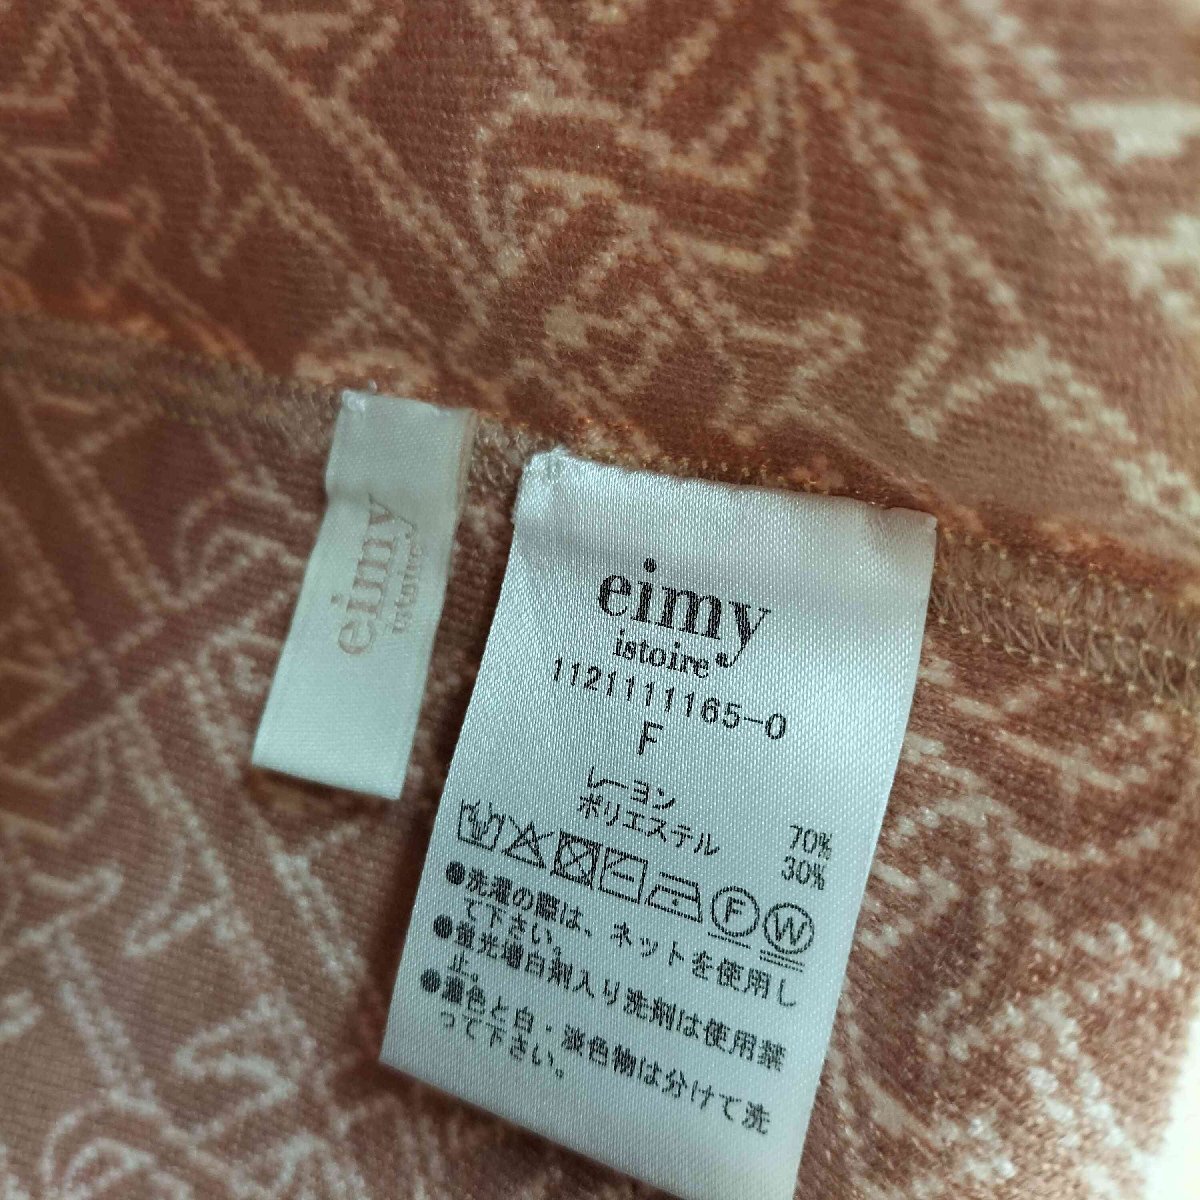 eimy
istoire
eimy
istoire
1121111165-0
F
レーヨン 70%
ポリエステル 30%
F W
●洗濯の際は、ネットを使用し
て下さい。
●蛍光増白剤入り洗剤は使用禁
止。
●濃色と白・淡色物は分けて洗
って下さい。